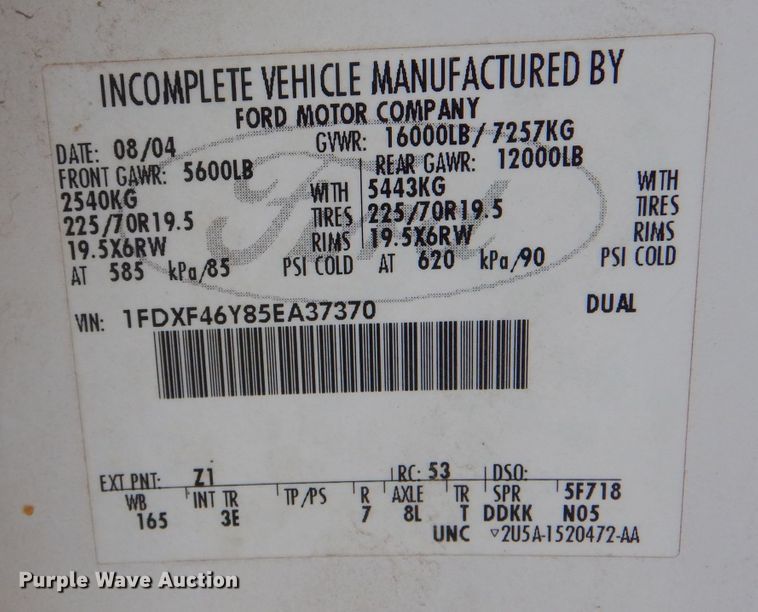 INCOMPLETE VEHICLE MANUFACTURED BY
FORD MOTOR COMPANY
DATE: 08/04 GVWR: 16000LB/7257KG
FRONT GAWR: 5600LB REAR GAWR: 12000LB
2540KG WITH 5443KG WITH
225/70R19.5 TIRES 225/70R19.5 TIRES
19.5X6RW RIMS 19.5X6RW RIMS
AT 585 kPa/85 PSI COLD AT 620 kPa/90 PSI COLD
VIN: 1FDXF46Y85EA37370 DUAL
Ford
EXT PNT: Z1 RC: 53 DSO:
WB INT TR TP/PS R AXLE TR SPR 5F718
165 3E 7 8L T DDKK N05
UNC ▽2U5A-1520472-AA
Purple Wave Auction